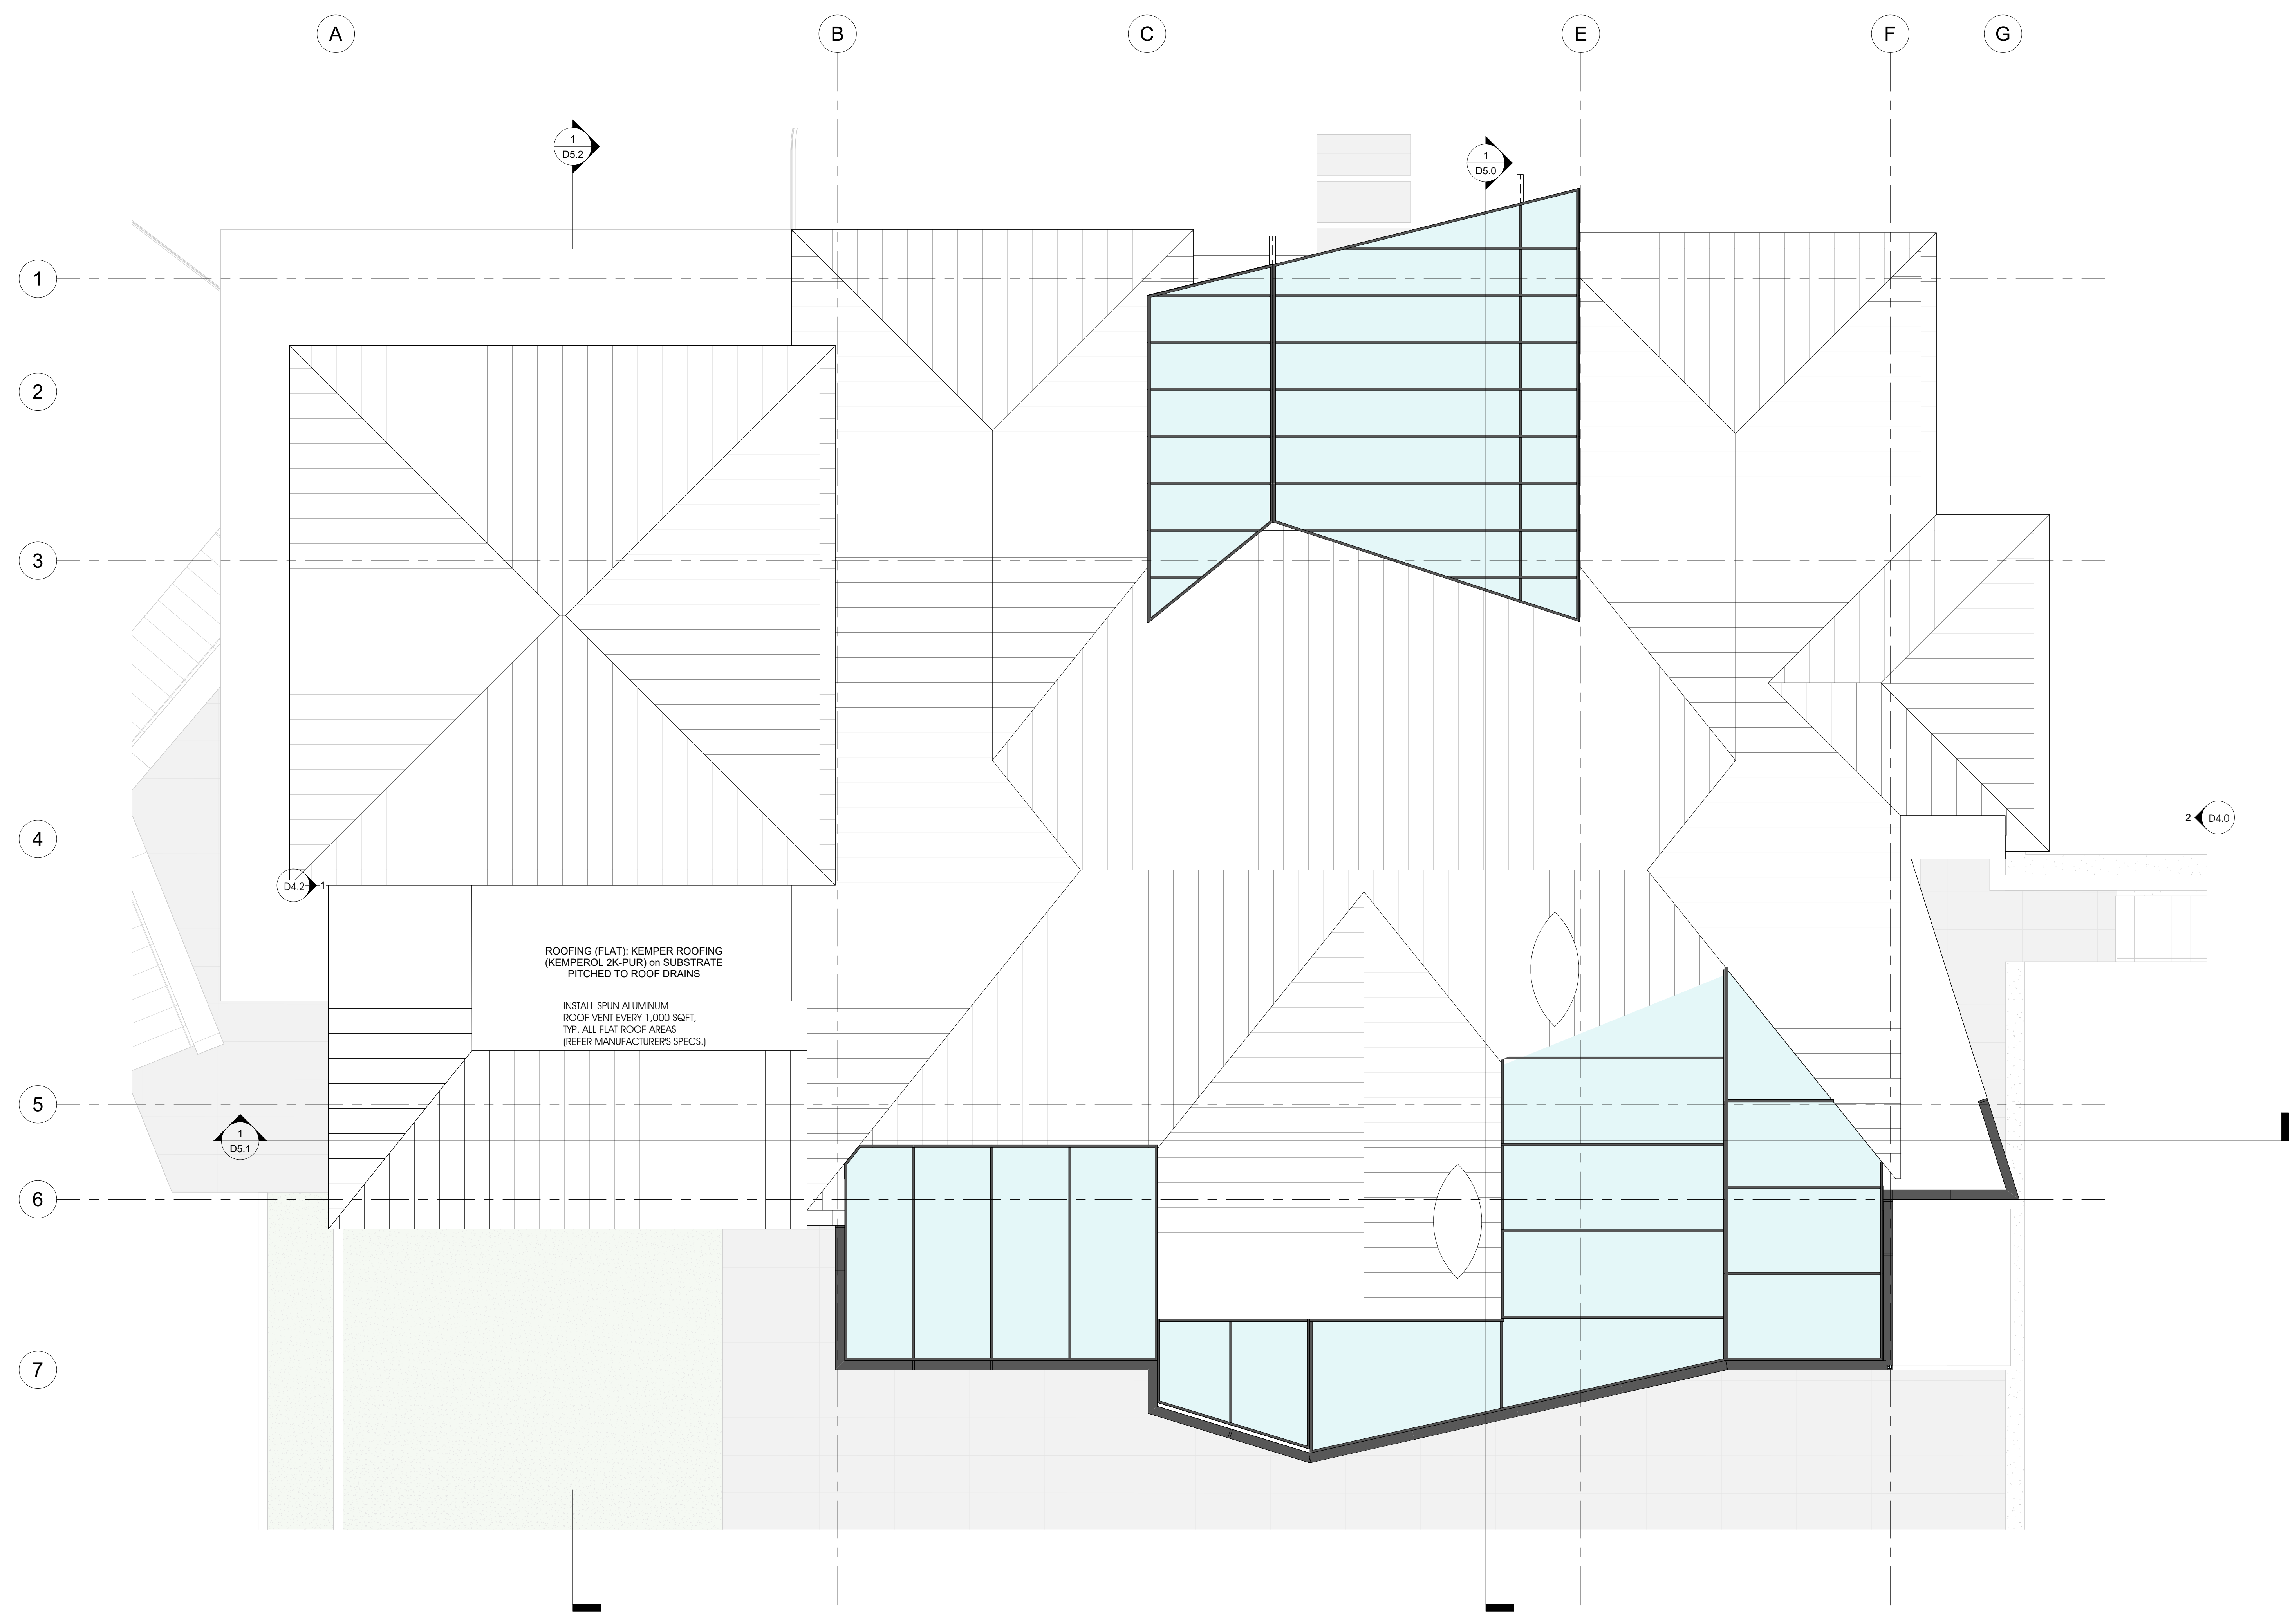 A
B
C
E
F
G
1
D5.2
1
D5.0
1
2
3
4
2
D4.0
D4.2
1
ROOFING (FLAT): KEMPER ROOFING
(KEMPEROL 2K-PUR) on SUBSTRATE
PITCHED TO ROOF DRAINS
INSTALL SPUN ALUMINUM
ROOF VENT EVERY 1,000 SQFT,
TYP. ALL FLAT ROOF AREAS
(REFER MANUFACTURER'S SPECS.)
5
1
D5.1
6
7